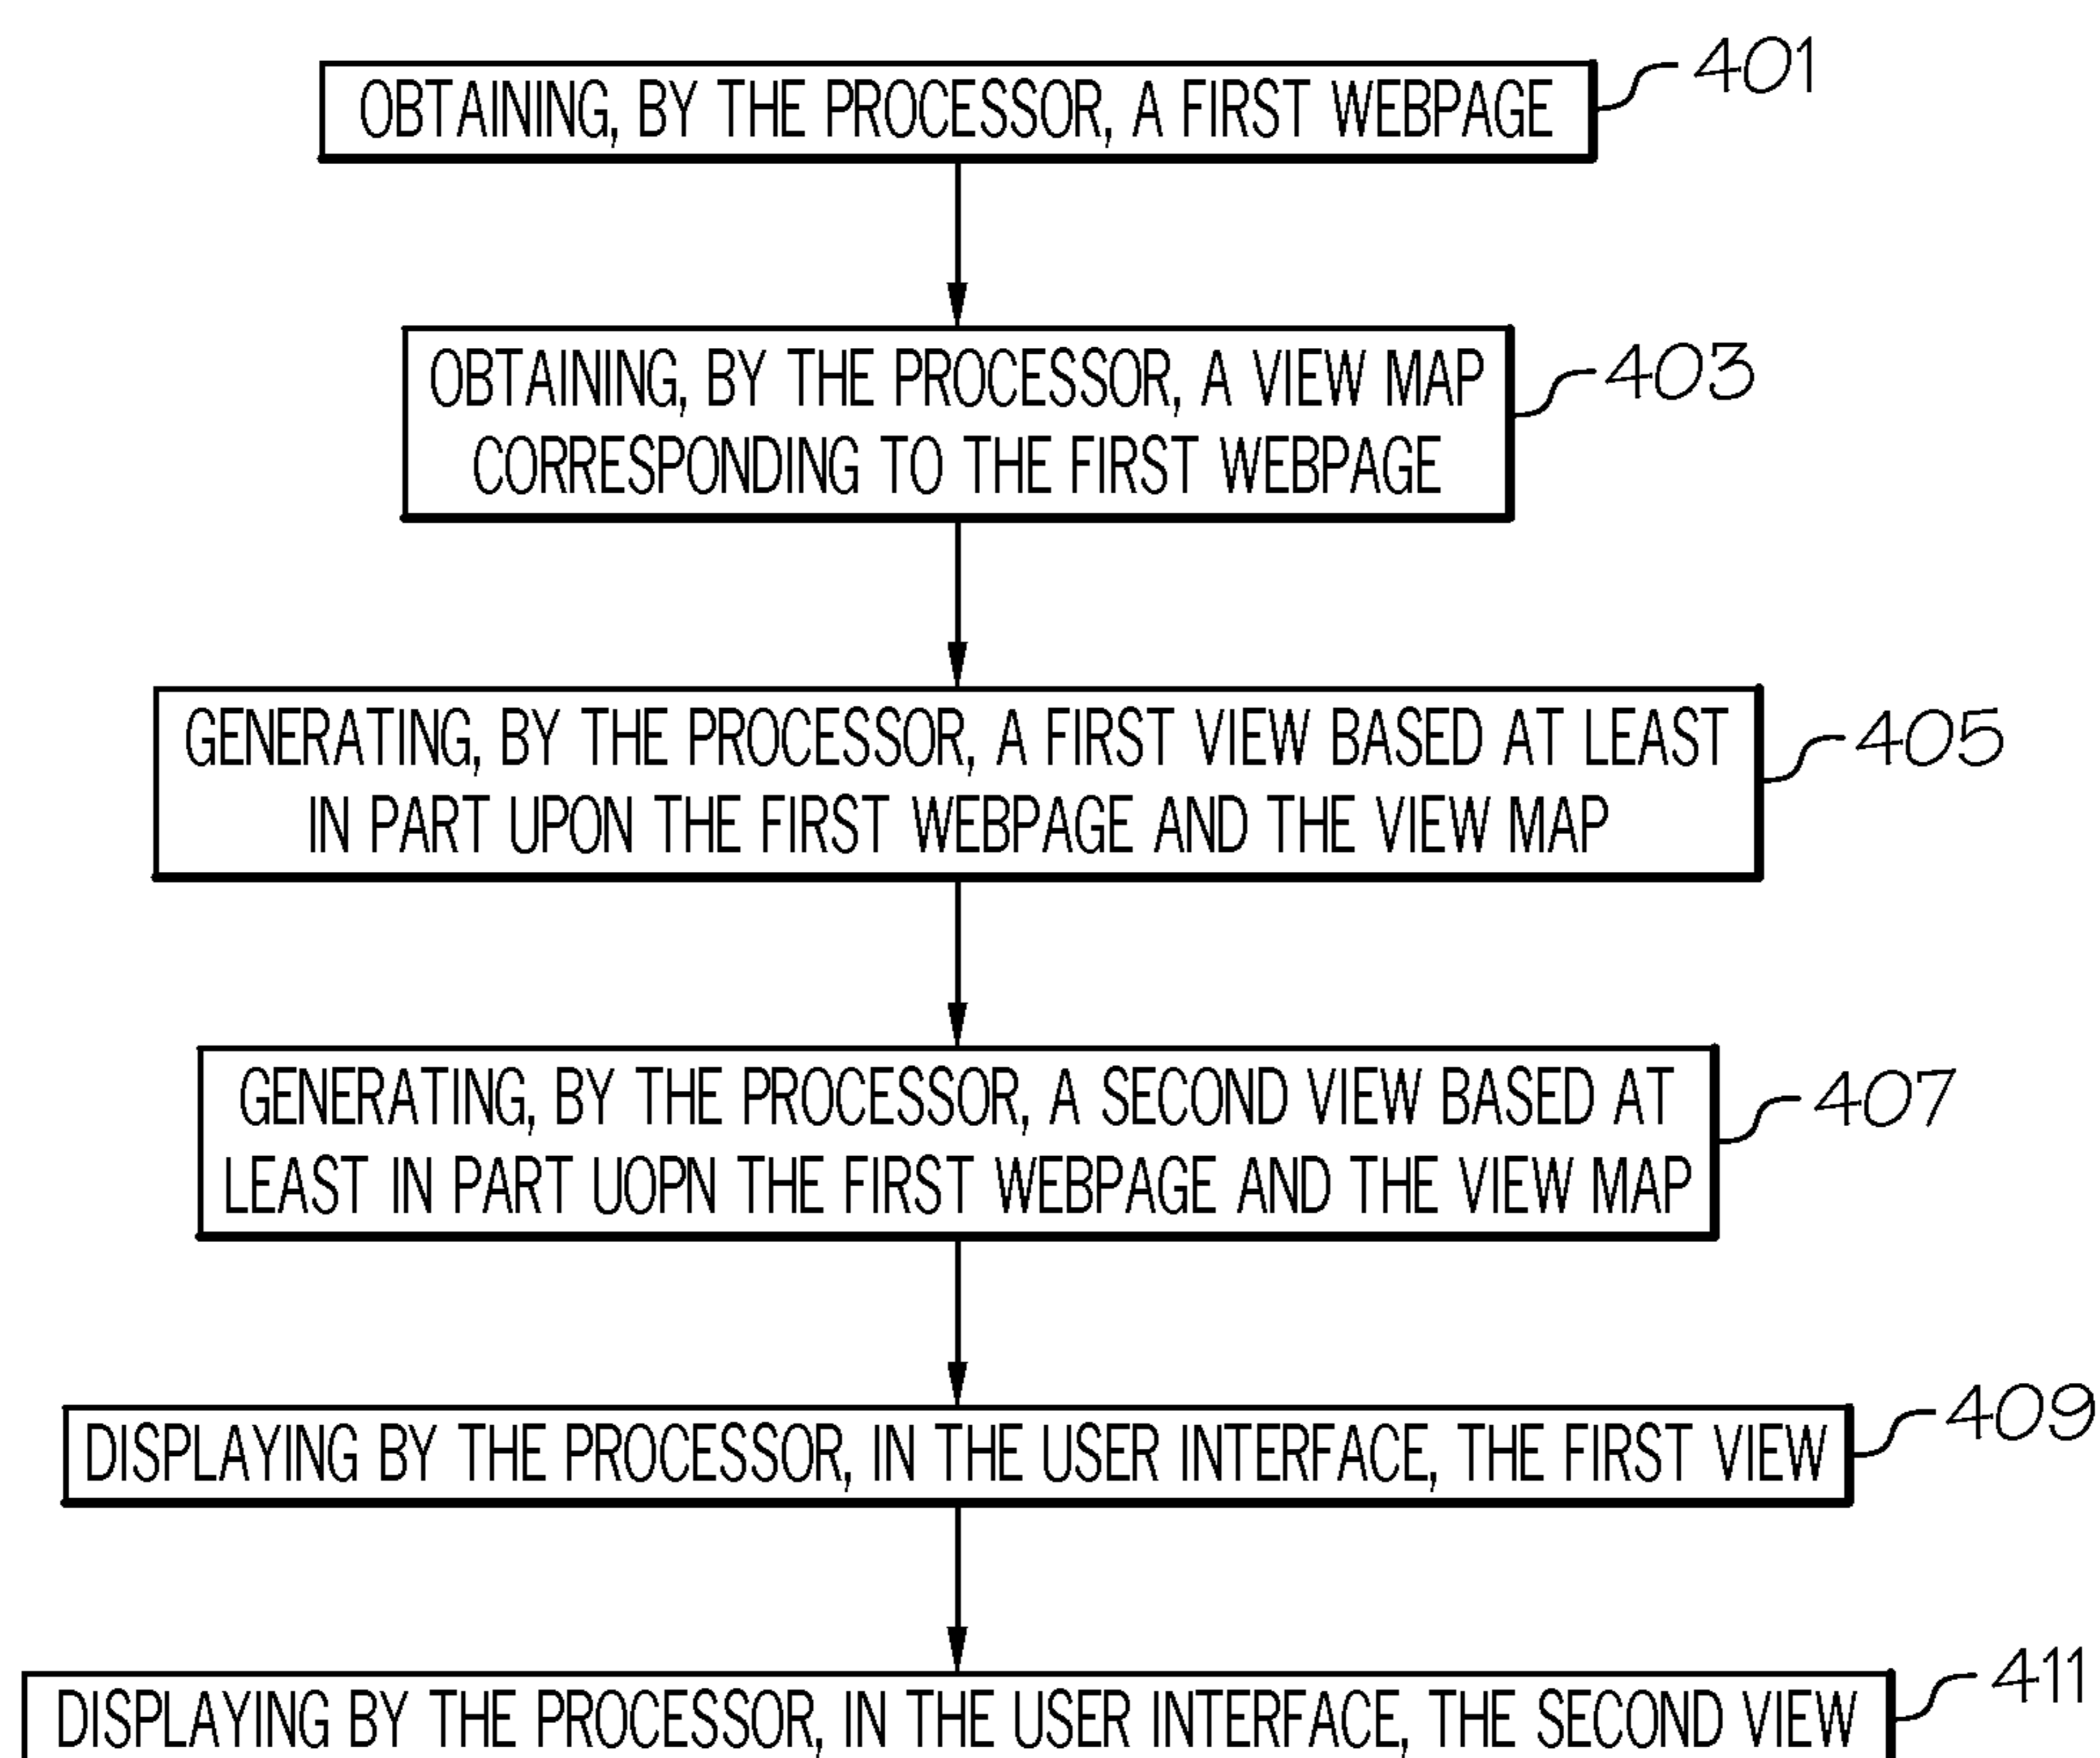 OBTAINING, BY THE PROCESSOR, A FIRST WEBPAGE
401
OBTAINING, BY THE PROCESSOR, A VIEW MAP
CORRESPONDING TO THE FIRST WEBPAGE
403
GENERATING, BY THE PROCESSOR, A FIRST VIEW BASED AT LEAST
IN PART UPON THE FIRST WEBPAGE AND THE VIEW MAP
405
GENERATING, BY THE PROCESSOR, A SECOND VIEW BASED AT
LEAST IN PART UOPN THE FIRST WEBPAGE AND THE VIEW MAP
407
DISPLAYING BY THE PROCESSOR, IN THE USER INTERFACE, THE FIRST VIEW
409
DISPLAYING BY THE PROCESSOR, IN THE USER INTERFACE, THE SECOND VIEW
411